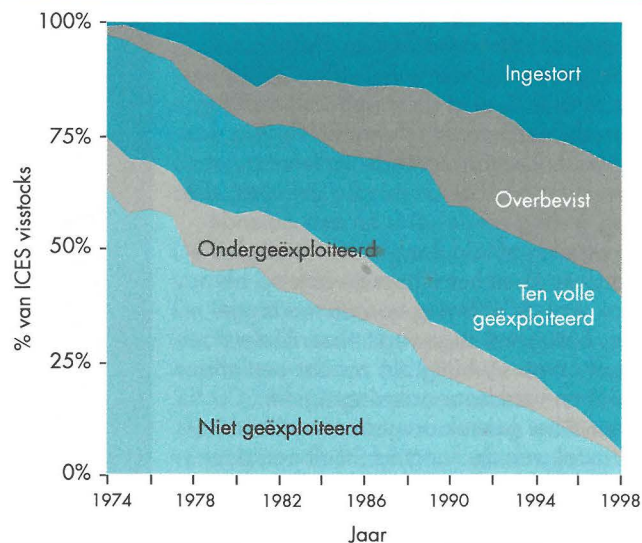 100%
75%
50%
25%
0%
% van ICES visstocks
Ingestort
Overbevist
Ten volle
geëxploiteerd
Ondergeëxploiteerd
Niet geëxploiteerd
1974
1978
1982
1986
1990
1994
1998
Jaar